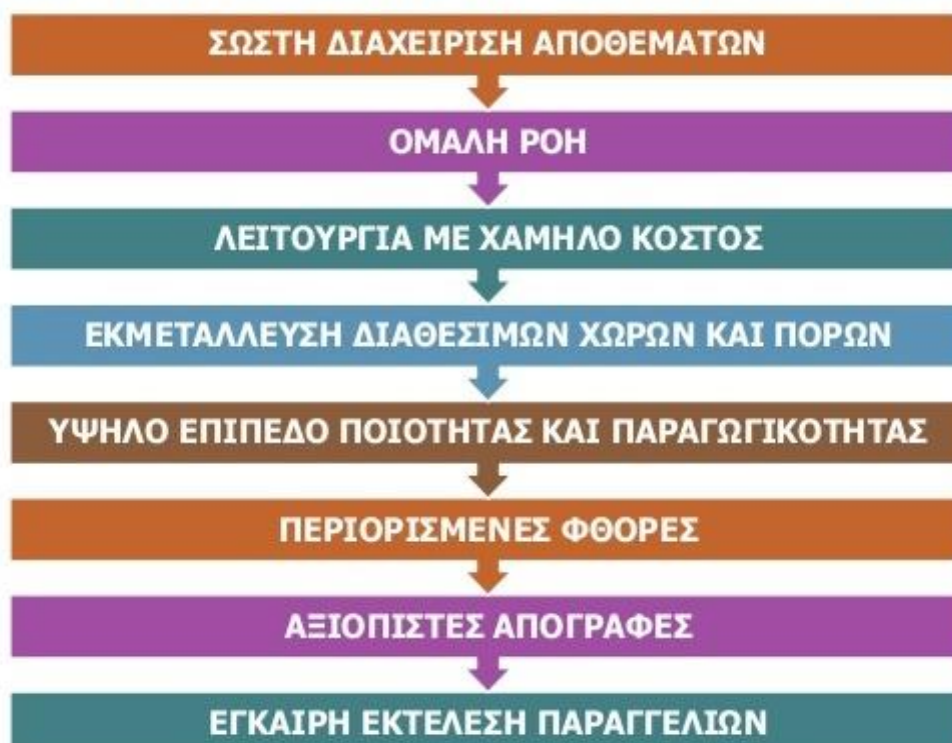 ΣΩΣΤΗ ΔΙΑΧΕΙΡΙΣΗ ΑΠΟΘΕΜΑΤΩΝ
ΟΜΑΛΗ ΡΟΗ
ΛΕΙΤΟΥΡΓΙΑ ΜΕ ΧΑΜΗΛΟ ΚΟΣΤΟΣ
ΕΚΜΕΤΑΛΛΕΥΣΗ ΔΙΑΘΕΣΙΜΩΝ ΧΩΡΩΝ ΚΑΙ ΠΟΡΩΝ
ΥΨΗΛΟ ΕΠΙΠΕΔΟ ΠΟΙΟΤΗΤΑΣ ΚΑΙ ΠΑΡΑΓΩΓΙΚΟΤΗΤΑΣ
ΠΕΡΙΟΡΙΣΜΕΝΕΣ ΦΘΟΡΕΣ
ΑΞΙΟΠΙΣΤΕΣ ΑΠΟΓΡΑΦΕΣ
ΕΓΚΑΙΡΗ ΕΚΤΕΛΕΣΗ ΠΑΡΑΓΓΕΛΙΩΝ